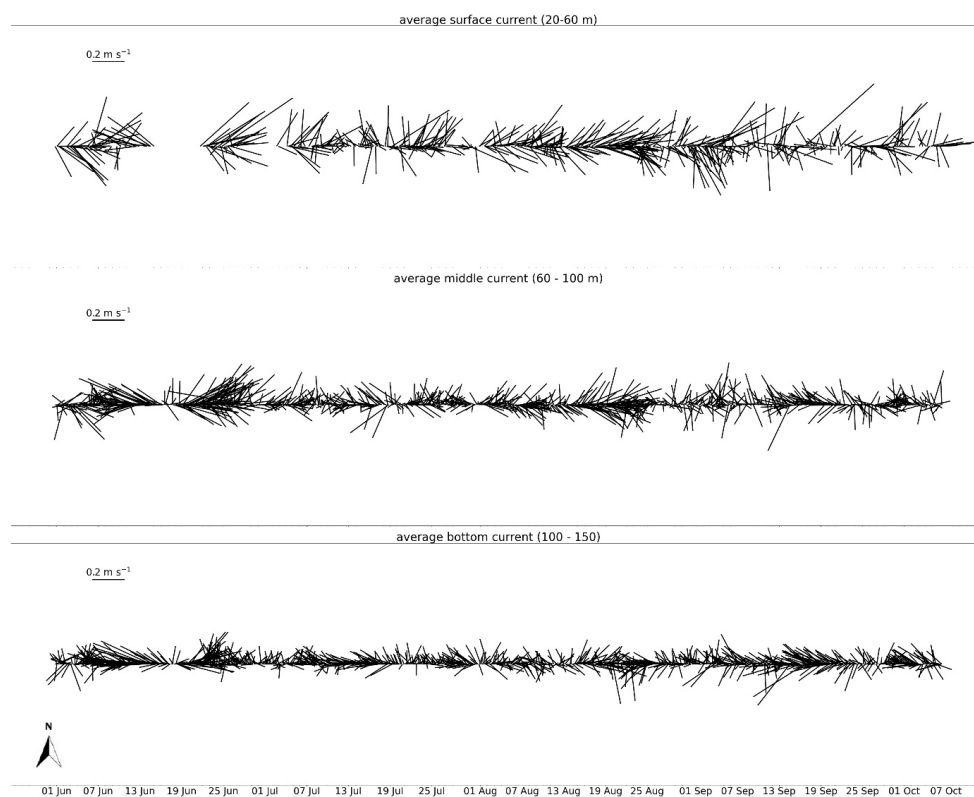 average surface current (20-60 m)
0.2 m s⁻¹
average middle current (60 - 100 m)
0.2 m s⁻¹
average bottom current (100 - 150)
0.2 m s⁻¹
N
01 Jun 07 Jun 13 Jun 19 Jun 25 Jun 01 Jul 07 Jul 13 Jul 19 Jul 25 Jul 01 Aug 07 Aug 13 Aug 19 Aug 25 Aug 01 Sep 07 Sep 13 Sep 19 Sep 25 Sep 01 Oct 07 Oct